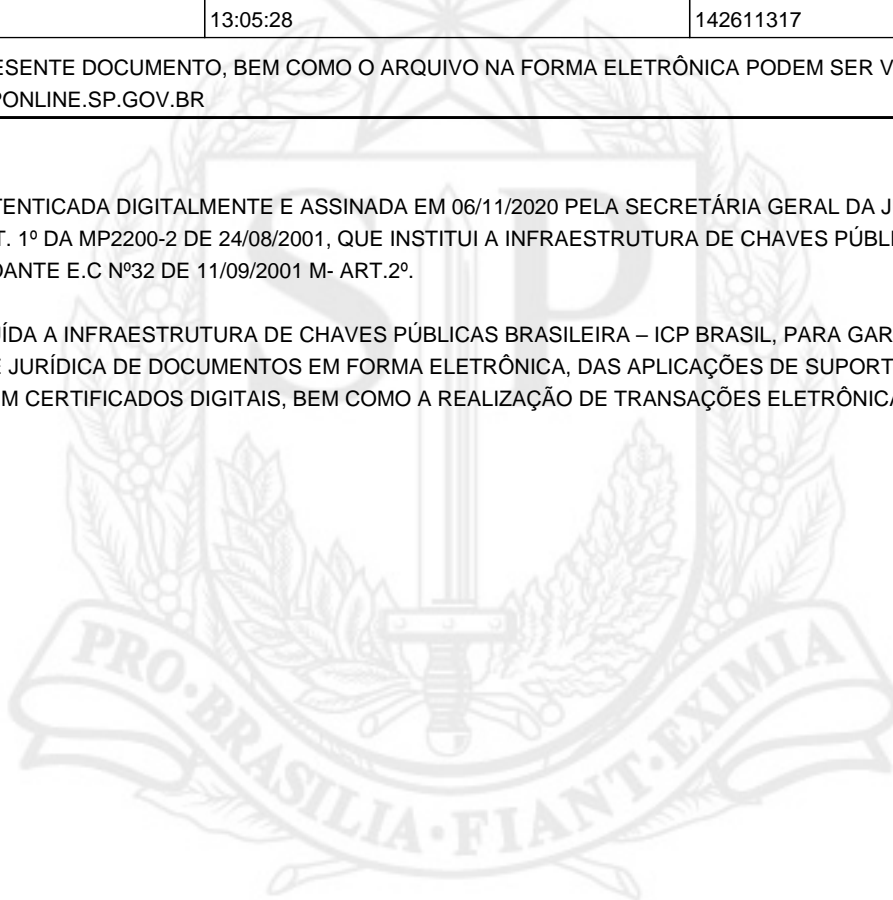 13:05:28 142611317
ESENTE DOCUMENTO, BEM COMO O ARQUIVO NA FORMA ELETRÔNICA PODEM SER V
PONLINE.SP.GOV.BR
TENTICADA DIGITALMENTE E ASSINADA EM 06/11/2020 PELA SECRETÁRIA GERAL DA J
T. 1º DA MP2200-2 DE 24/08/2001, QUE INSTITUI A INFRAESTRUTURA DE CHAVES PÚBL
DANTE E.C Nº32 DE 11/09/2001 M- ART.2º.
ÍDA A INFRAESTRUTURA DE CHAVES PÚBLICAS BRASILEIRA – ICP BRASIL, PARA GAR
E JURÍDICA DE DOCUMENTOS EM FORMA ELETRÔNICA, DAS APLICAÇÕES DE SUPORT
M CERTIFICADOS DIGITAIS, BEM COMO A REALIZAÇÃO DE TRANSAÇÕES ELETRÔNICA
SP
PRO·BRASILIA·FIANT·EXIMIA